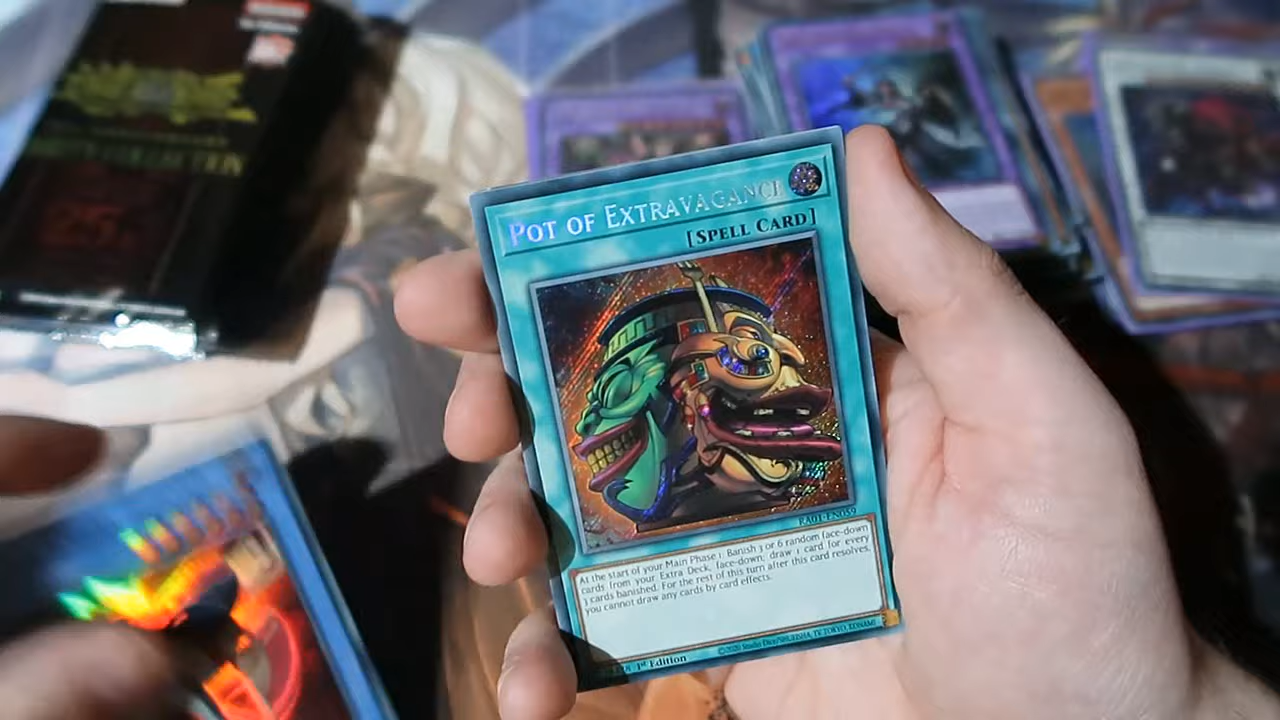 POT OF EXTRAVAGANCE
[SPELL CARD]
RA01-EN059
At the start of your Main Phase 1: Banish 3 or 6 random face-down
cards from your Extra Deck, face-down; draw 1 card for every
3 cards banished. For the rest of this turn after this card resolves,
you cannot draw any cards by card effects.
1st Edition
©2020 Studio Dice/SHUEISHA, TV TOKYO, KONAMI